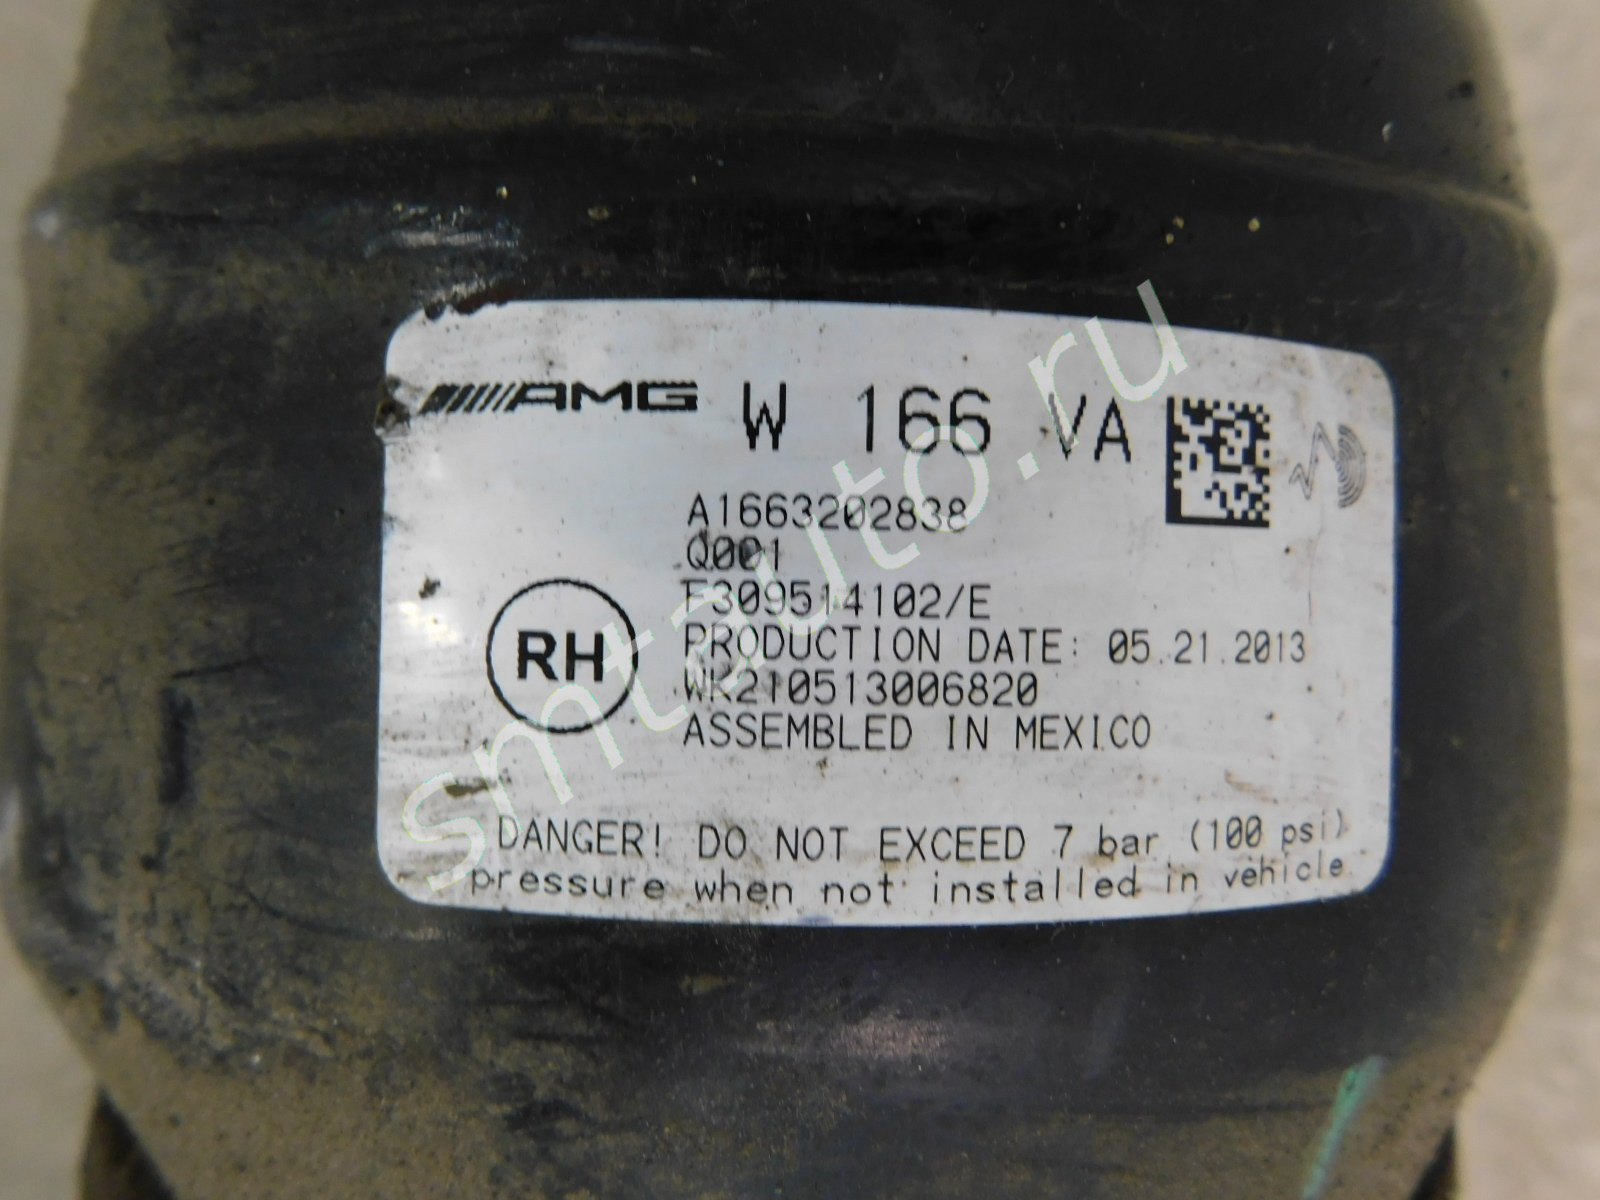 AMG W 166 VA
A1663202838
Q001
F309514102/E
RH
PRODUCTION DATE: 05.21.2013
WK210513006820
ASSEMBLED IN MEXICO
DANGER! DO NOT EXCEED 7 bar (100 psi)
pressure when not installed in vehicle
smtauto.ru